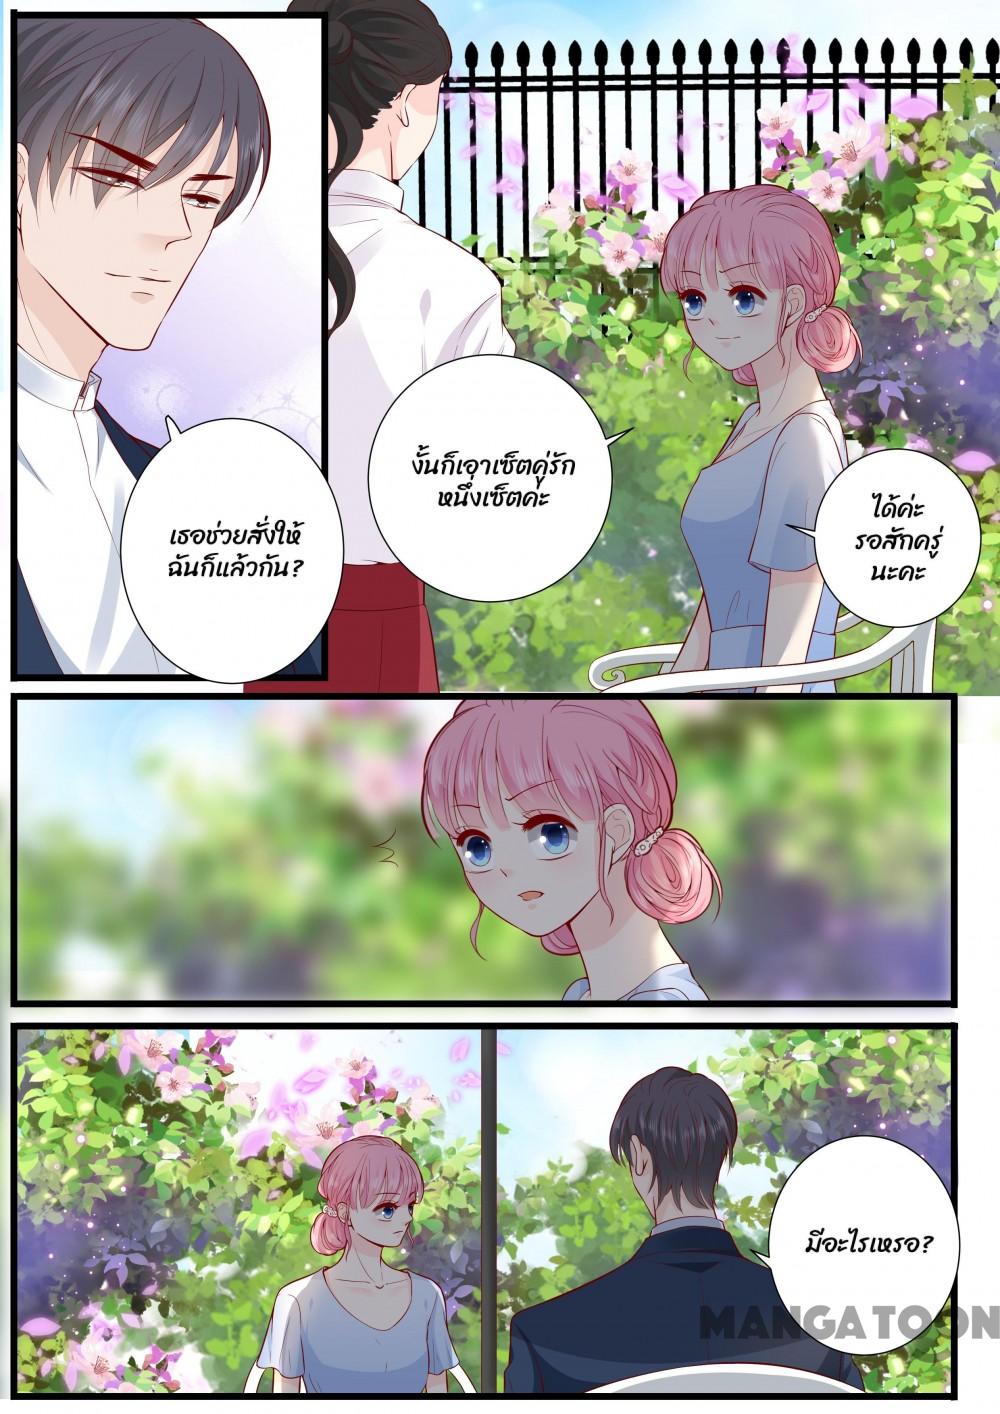 เธอช่วยสั่งให้
ฉันก็แล้วกัน?
งั้นก็เอาเซ็ตคู่รัก
หนึ่งเซ็ตคะ
ได้ค่ะ
รอสักครู่
นะคะ
มีอะไรเหรอ?
MANGATOON